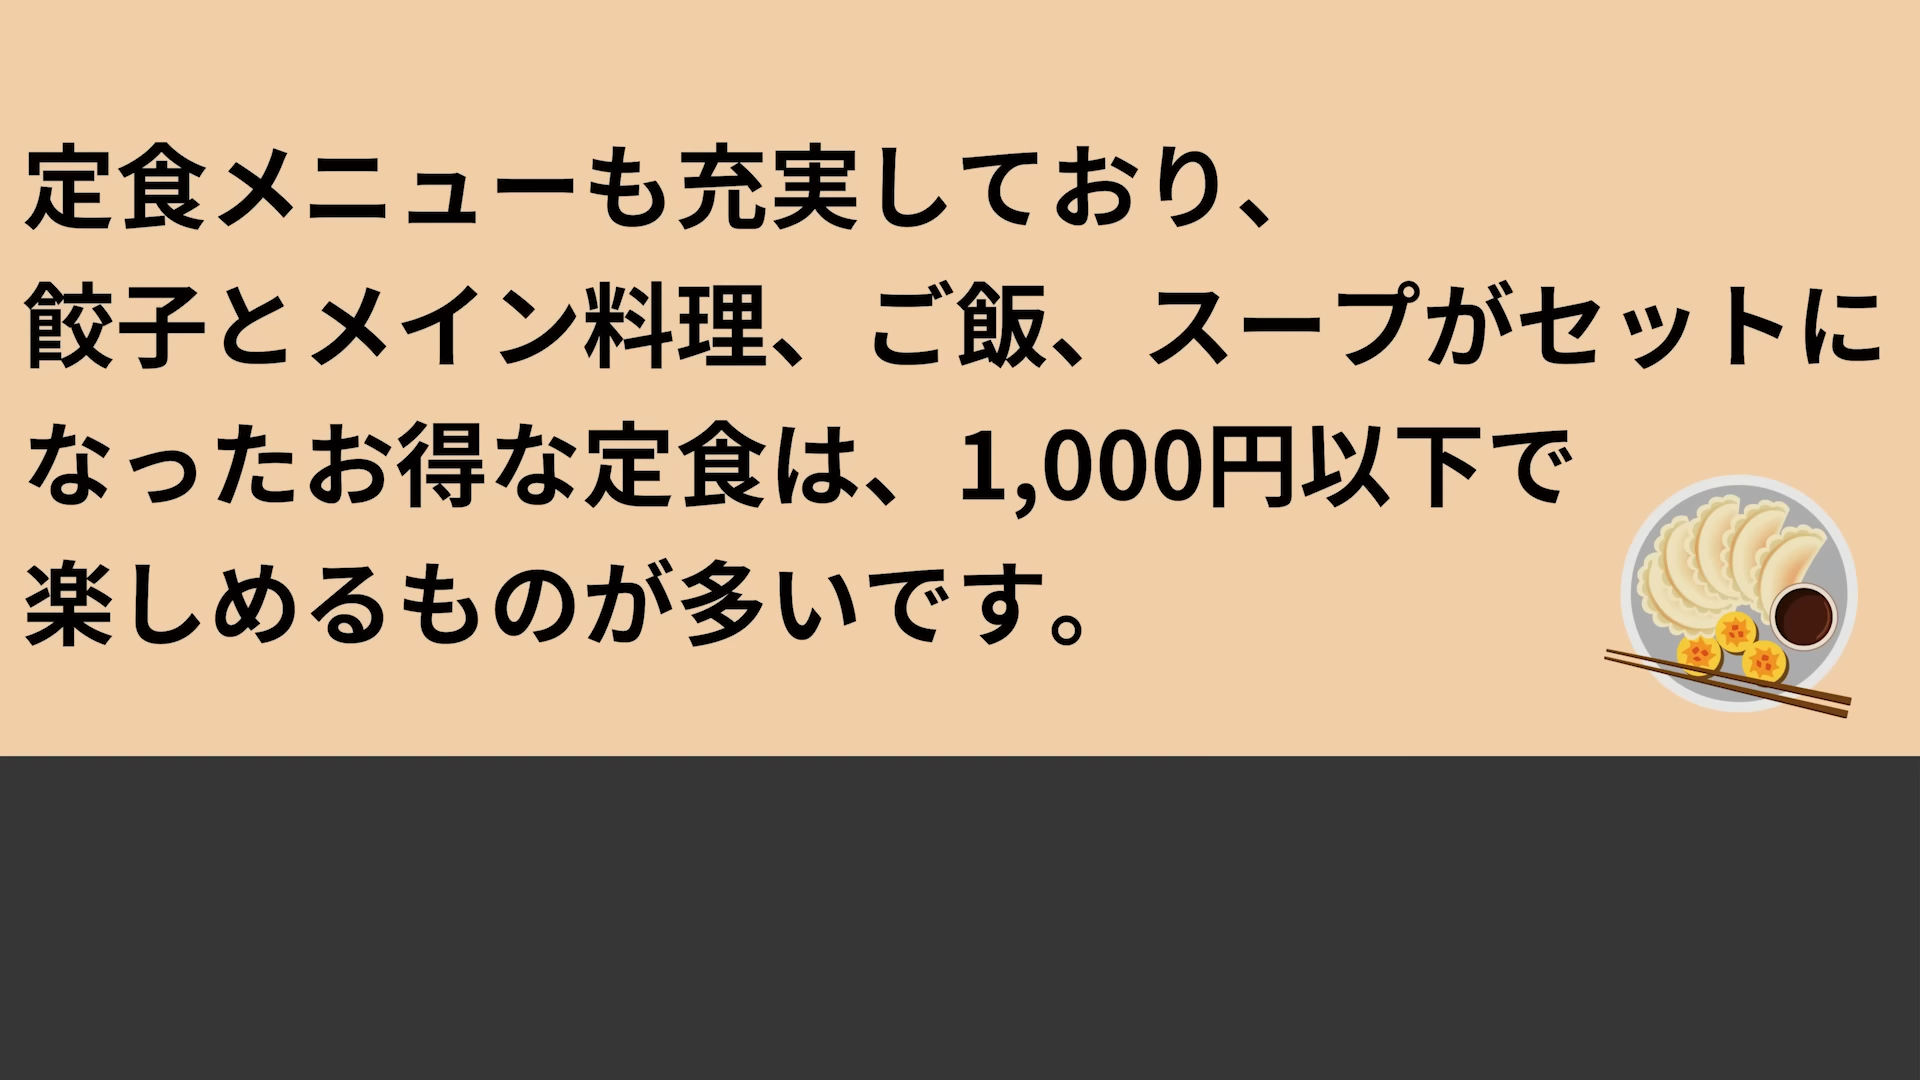 定食メニューも充実しており、
餃子とメイン料理、ご飯、スープがセットに
なったお得な定食は、1,000円以下で
楽しめるものが多いです。